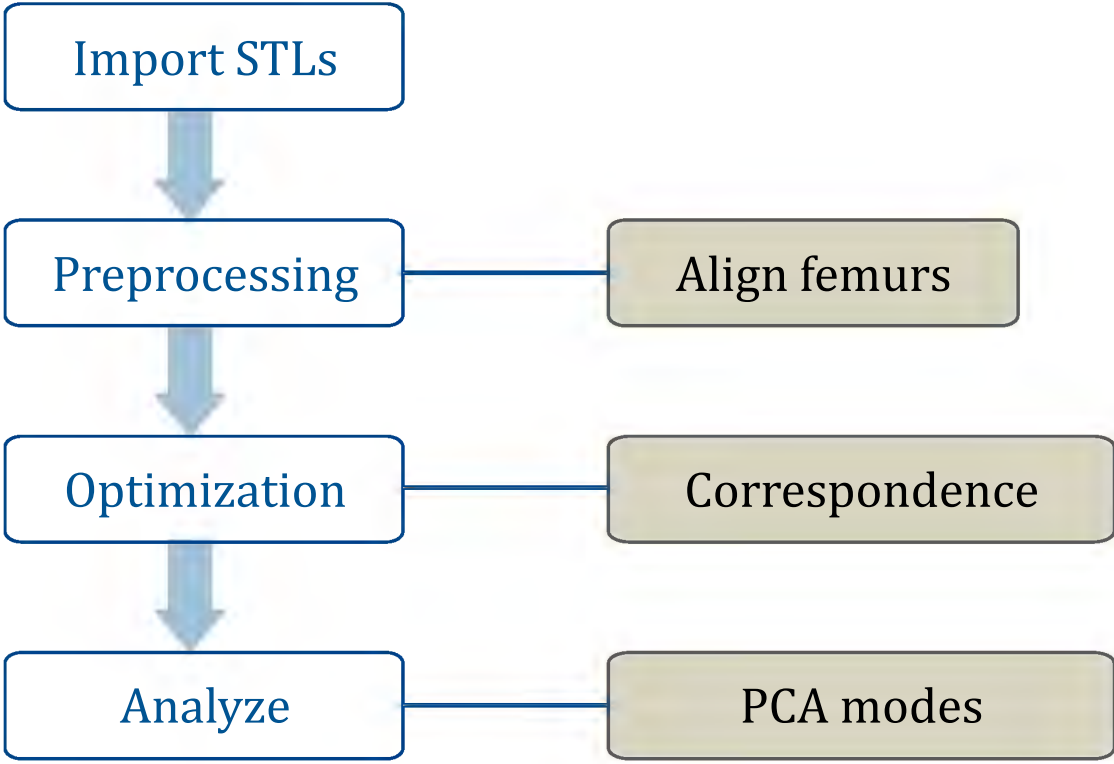 Import STLs
Preprocessing
Align femurs
Optimization
Correspondence
Analyze
PCA modes